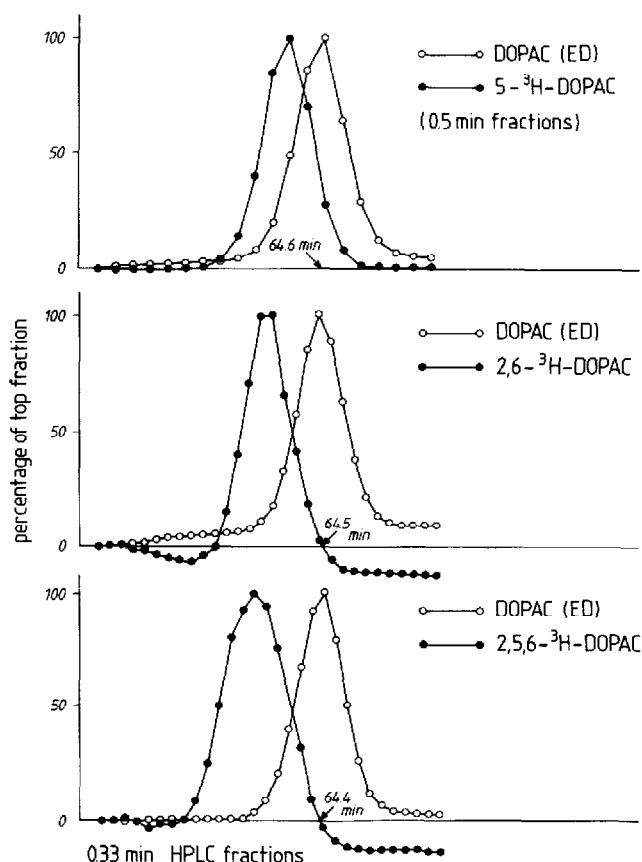 100
50
0
DOPAC (ED)
5-³H-DOPAC
(0.5 min fractions)
64.6 min
percentage of top fraction
100
50
0
DOPAC (ED)
2,6-³H-DOPAC
64.5
min
100
50
0
DOPAC (ED)
2,5,6-³H-DOPAC
64.4
min
0.33 min HPLC fractions